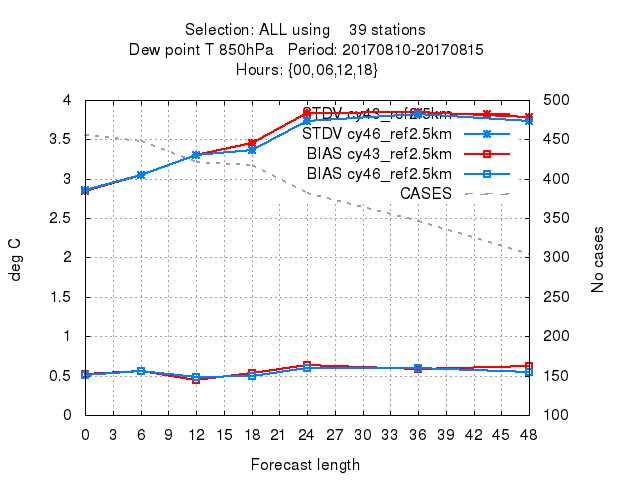 Selection: ALL using 39 stations
Dew point T 850hPa Period: 20170810-20170815
Hours: {00,06,12,18}
4
3.5
3
2.5
2
1.5
1
0.5
0
deg C
500
450
400
350
300
250
200
150
100
No cases
STDV cy43_ref2.5km
STDV cy46_ref2.5km
BIAS cy43_ref2.5km
BIAS cy46_ref2.5km
CASES
0 3 6 9 12 15 18 21 24 27 30 33 36 39 42 45 48
Forecast length